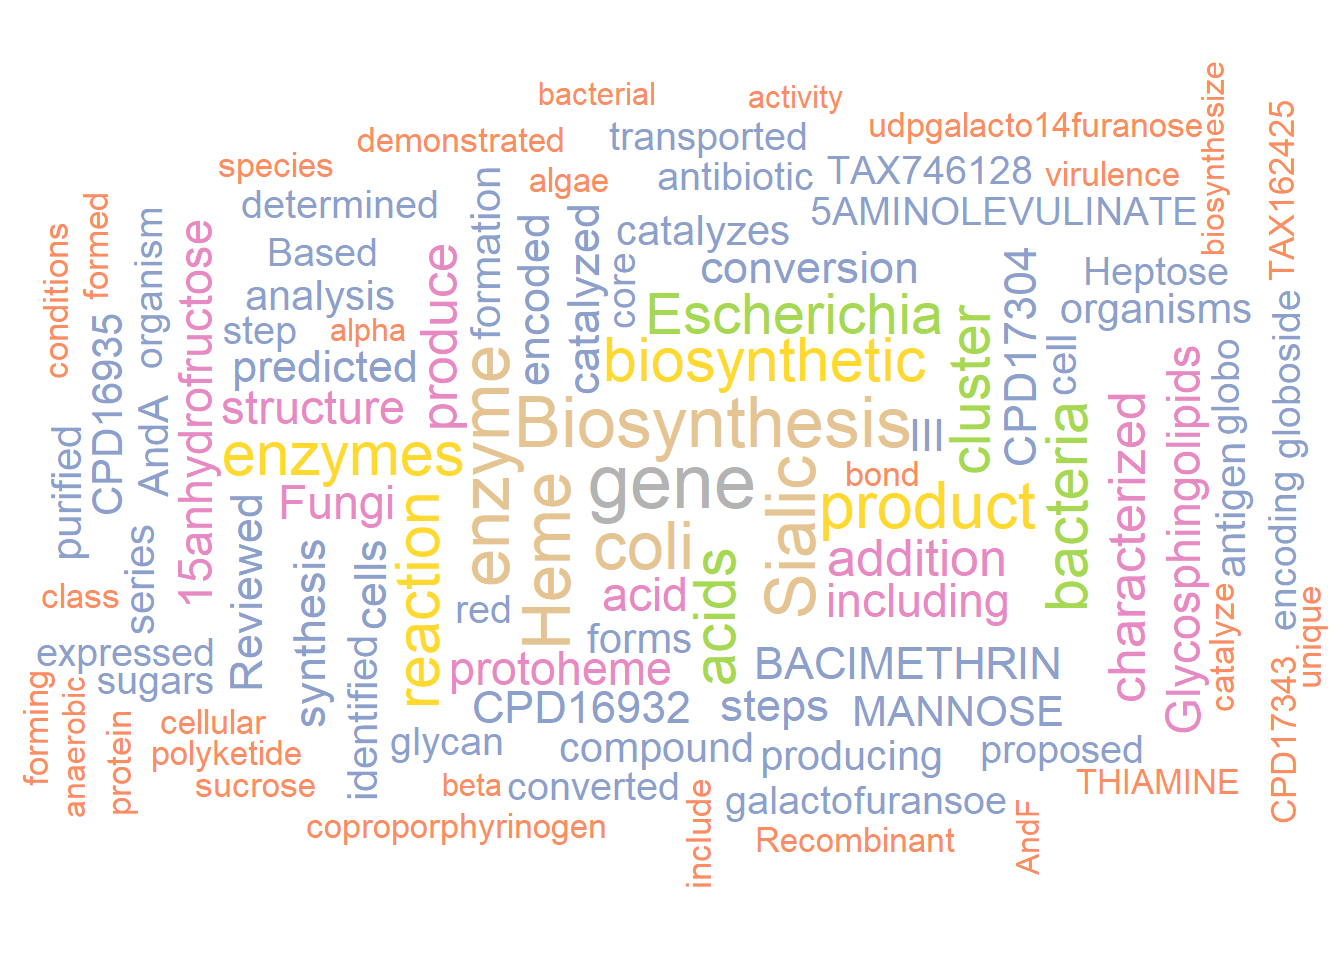 bacterial
activity
biosynthesize
demonstrated
transported
udpgalacto14furanose
TAX162425
species
algae
antibiotic
TAX746128
virulence
determined
formation
encoded
catalyzed
catalyzes
5AMINOLEVULINATE
conditions
formed
organism
15anhydrofructose
Based
produce
core
conversion
CPD17304
Heptose
analysis
Escherichia
organisms
step
alpha
predicted
biosynthetic
cluster
cell
globo
globoside
CPD16935
AndA
structure
enzyme
Biosynthesis
III
bacteria
characterized
Glycosphingolipids
antigen
purified
enzymes
gene
bond
Fungi
Heme
coli
Sialic
product
encoding
series
Reviewed
synthesis
cells
reaction
addition
class
red
acid
acids
including
catalyze
unique
expressed
forms
sugars
identified
protoheme
BACIMETHRIN
forming
anaerobic
protein
cellular
CPD16932
steps
MANNOSE
CPD17343
polyketide
glycan
compound
producing
proposed
sucrose
beta
converted
include
galactofuransoe
THIAMINE
coproporphyrinogen
Recombinant
AndF